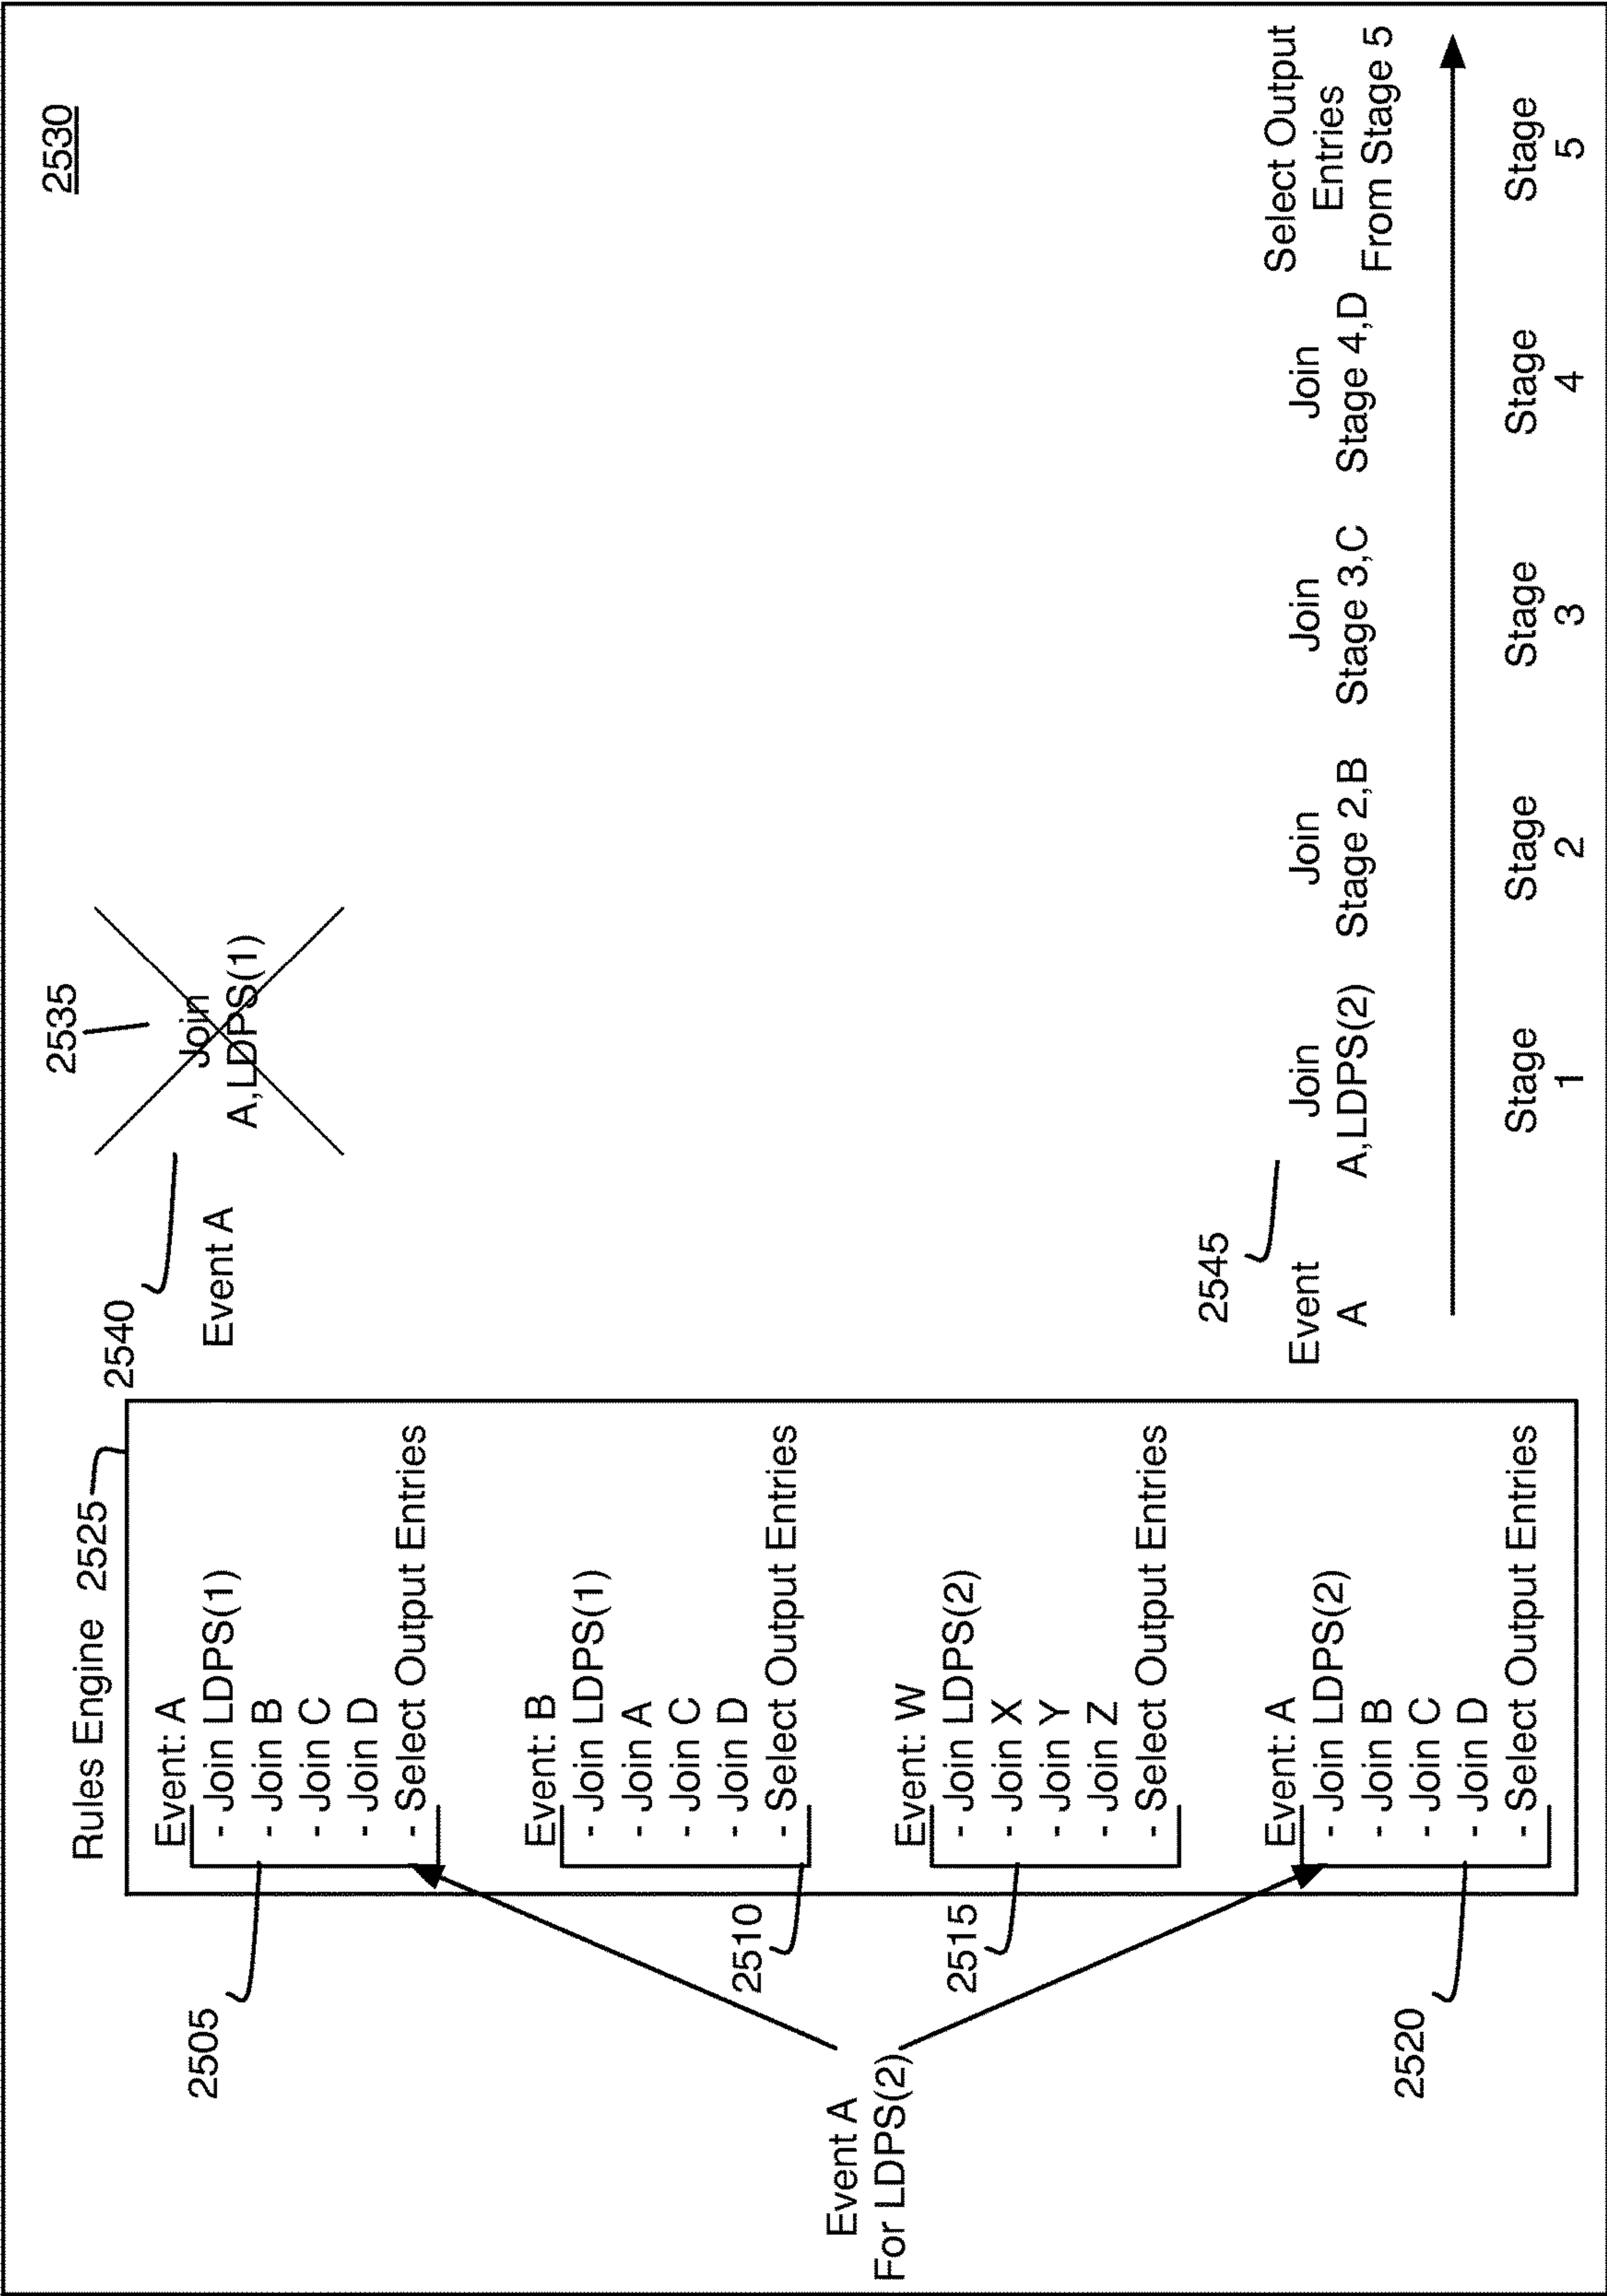 2530
Rules Engine 2525
Event: A
- Join LDPS(1)
- Join B
- Join C
- Join D
- Select Output Entries
Event: B
- Join LDPS(1)
- Join A
- Join C
- Join D
- Select Output Entries
Event: W
- Join LDPS(2)
- Join X
- Join Y
- Join Z
- Select Output Entries
Event: A
- Join LDPS(2)
- Join B
- Join C
- Join D
- Select Output Entries
2505
2510
2515
2520
Event A
For LDPS(2)
2540
Event A
2535
Join
A,LDPS(1)
2545
Event
A
Join
A,LDPS(2)
Join
Stage 2,B
Join
Stage 3,C
Join
Stage 4,D
Select Output
Entries
From Stage 5
Stage
1
Stage
2
Stage
3
Stage
4
Stage
5